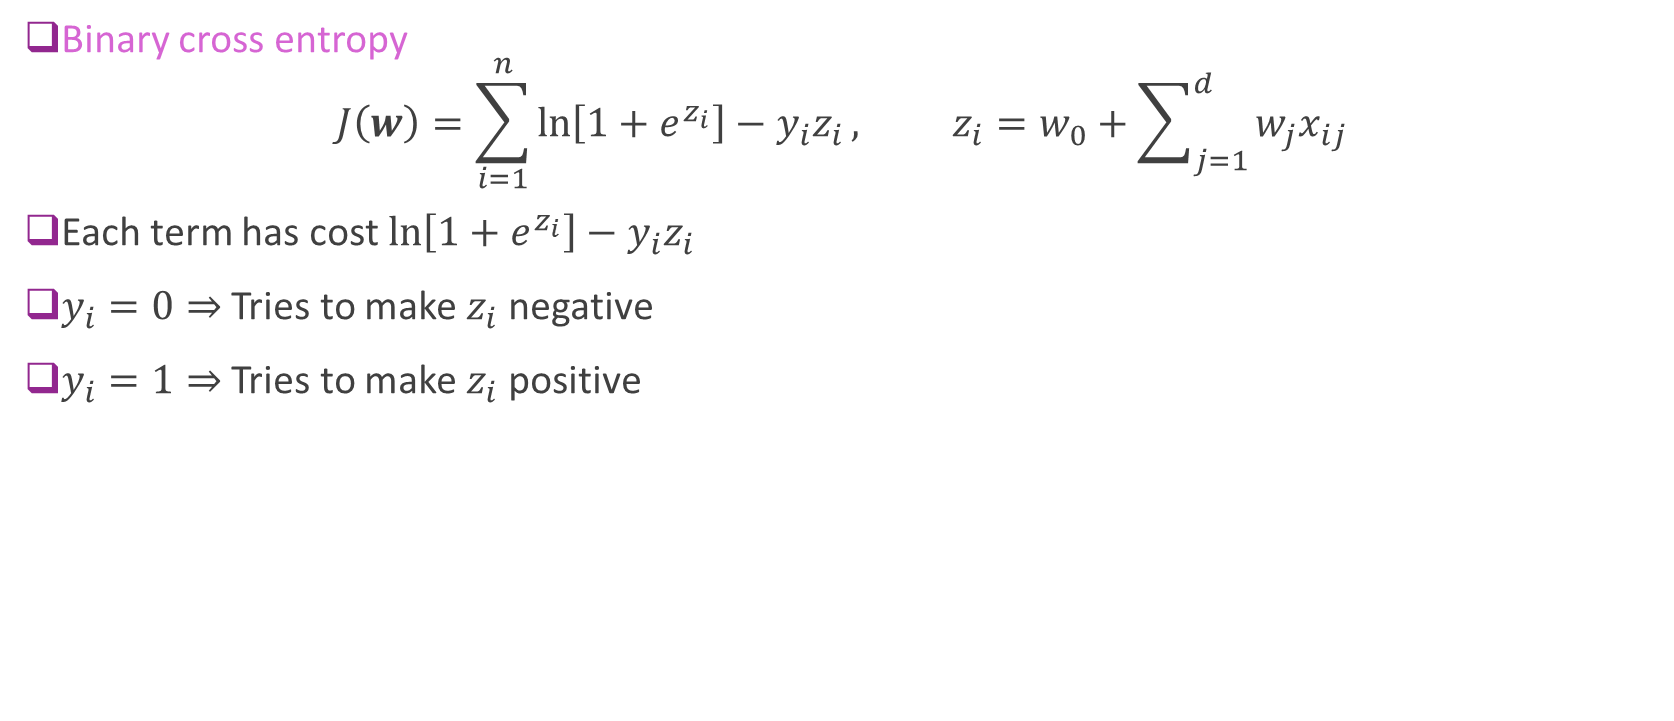 ❑Binary cross entropy
J(𝒘) = ∑_{i=1}^{n} ln[1 + e^{z_i}] − y_i z_i ,   z_i = w_0 + ∑_{j=1}^{d} w_j x_{ij}
❑Each term has cost ln[1 + e^{z_i}] − y_i z_i
❑y_i = 0 ⇒ Tries to make z_i negative
❑y_i = 1 ⇒ Tries to make z_i positive